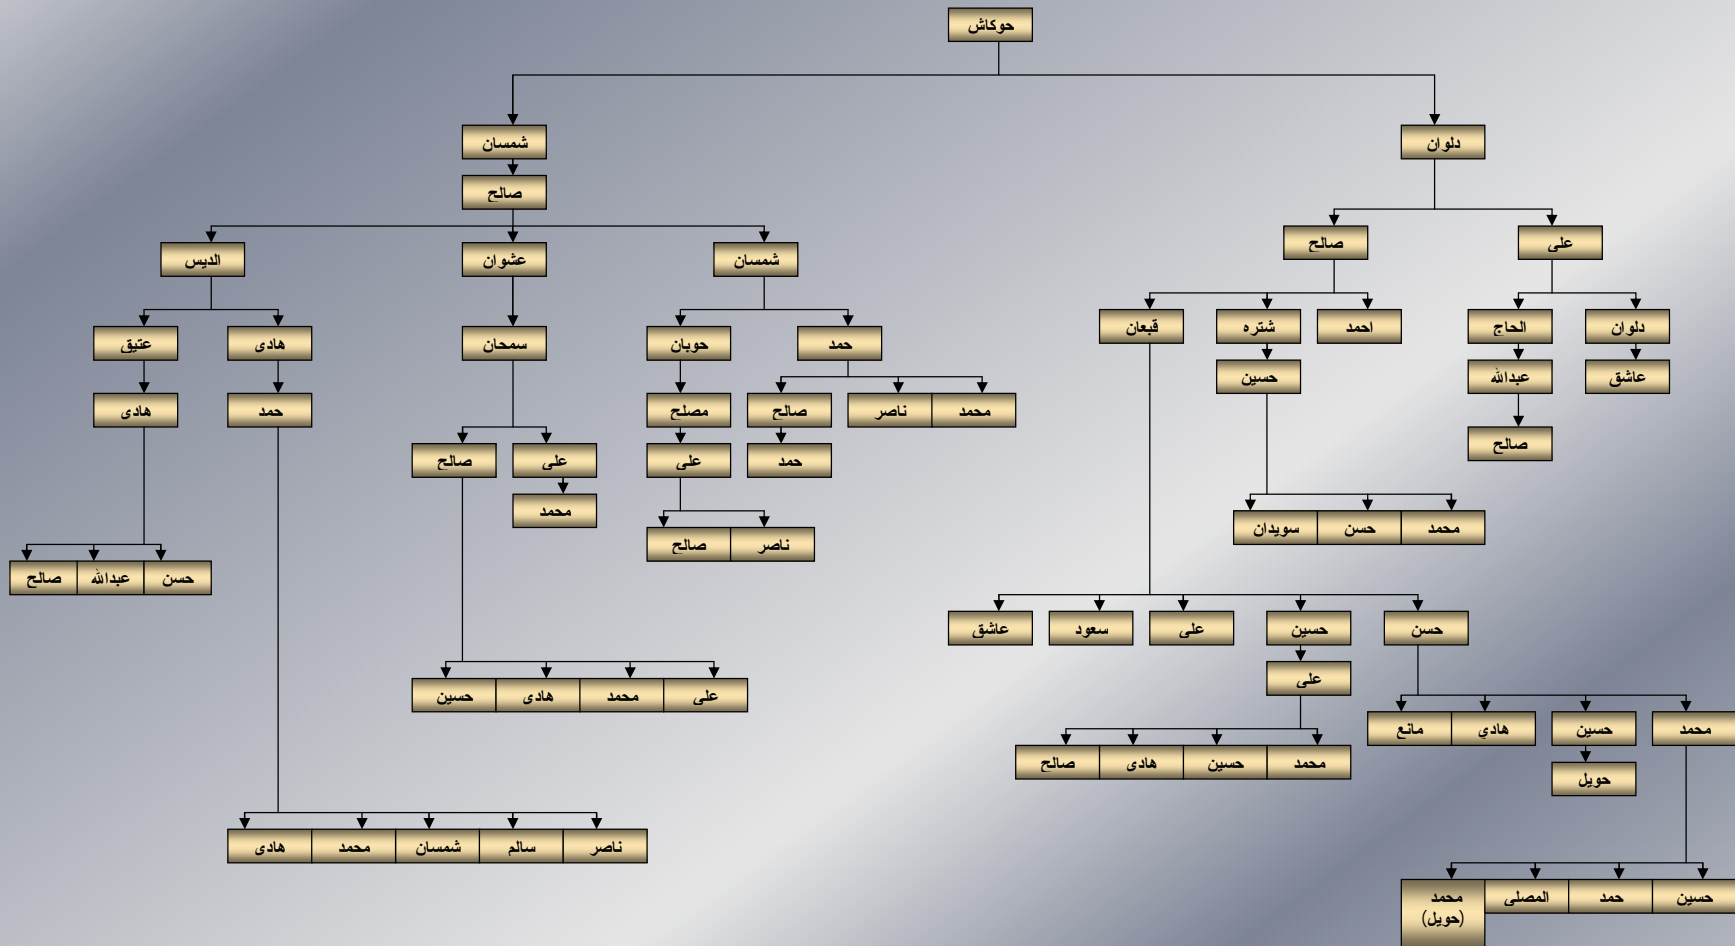 حوكاش
دلوان
شمسان
صالح
على
صالح
شمسان
عشوان
الديس
دلوان
الحاج
احمد
شتره
قبعان
حمد
حوبان
سمحان
هادى
عتيق
عاشق
عبدالله
حسين
محمد
ناصر
صالح
مصلح
حمد
هادى
صالح
حمد
على
على
صالح
محمد
محمد
حسن
سويدان
ناصر
صالح
حسن
عبدالله
صالح
حسن
حسين
على
سعود
عاشق
على
على
محمد
هادى
حسين
محمد
حسين
هادي
مانع
محمد
حسين
هادى
صالح
حويل
ناصر
سالم
شمسان
محمد
هادى
حسين
حمد
المصلى
محمد
(حويل)